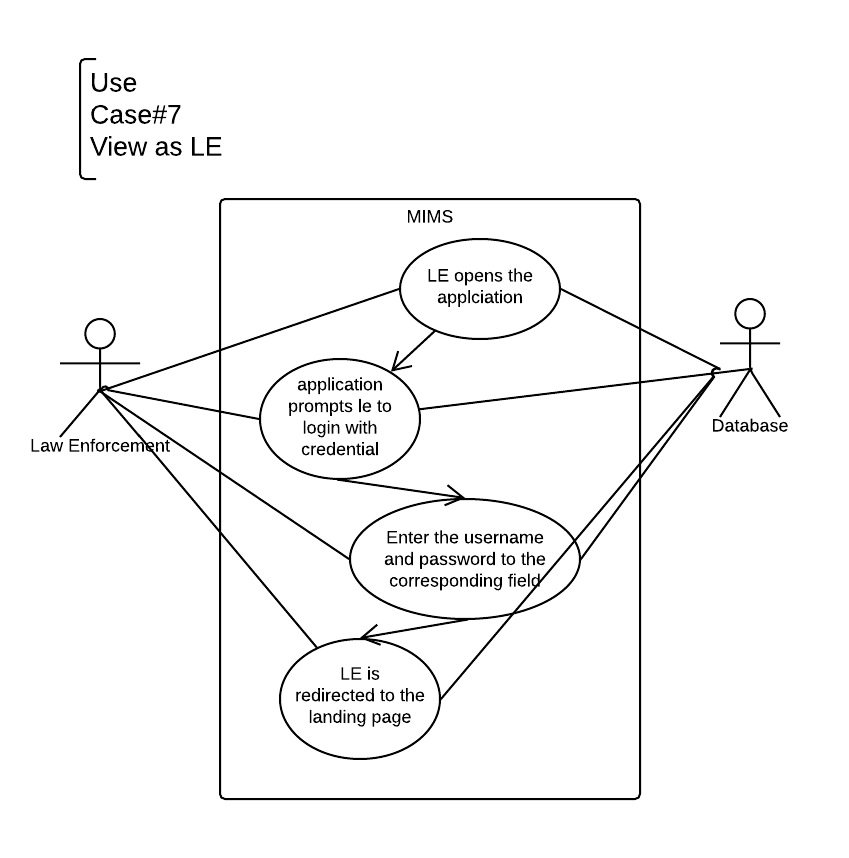 Use
Case#7
View as LE
MIMS
LE opens the
applciation
application
prompts le to
login with
credential
Law Enforcement
Database
Enter the username
and password to the
corresponding field
LE is
redirected to the
landing page